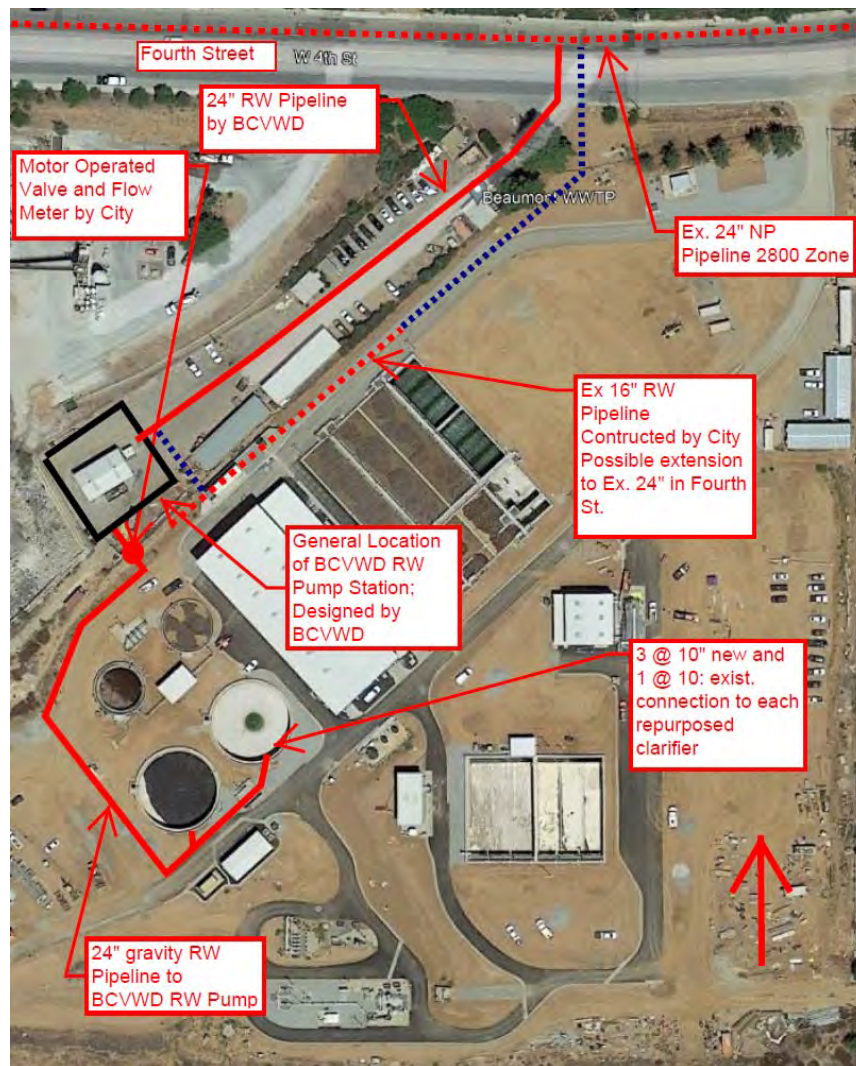 Fourth Street
W 4th St
24" RW Pipeline
by BCVWD
Motor Operated
Valve and Flow
Meter by City
Beaumont WWTP
Ex. 24" NP
Pipeline 2800 Zone
Ex 16" RW
Pipeline
Contructed by City
Possible extension
to Ex. 24" in Fourth
St.
General Location
of BCVWD RW
Pump Station;
Designed by
BCVWD
3 @ 10" new and
1 @ 10: exist.
connection to each
repurposed
clarifier
24" gravity RW
Pipeline to
BCVWD RW Pump